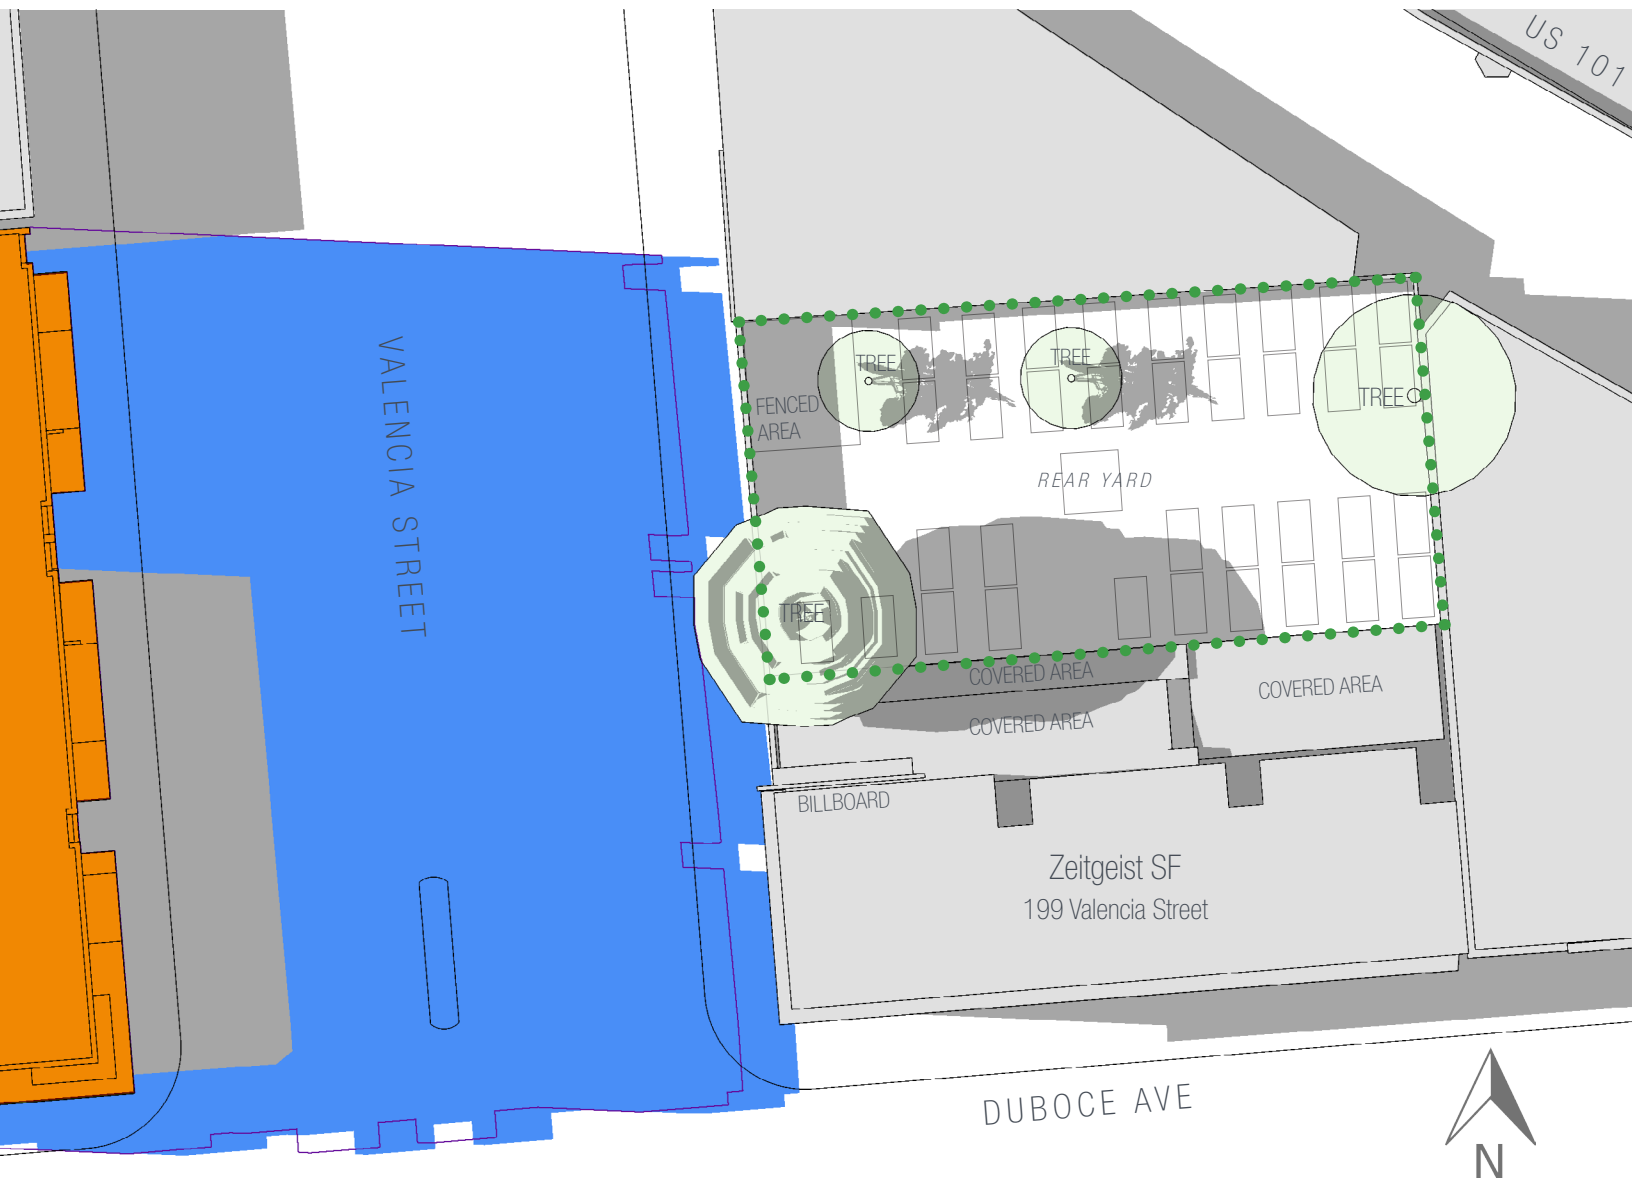 US 101
VALENCIA STREET
TREE
TREE
TREE
FENCED
AREA
REAR YARD
TREE
COVERED AREA
COVERED AREA
COVERED AREA
BILLBOARD
Zeitgeist SF
199 Valencia Street
DUBOCE AVE
N